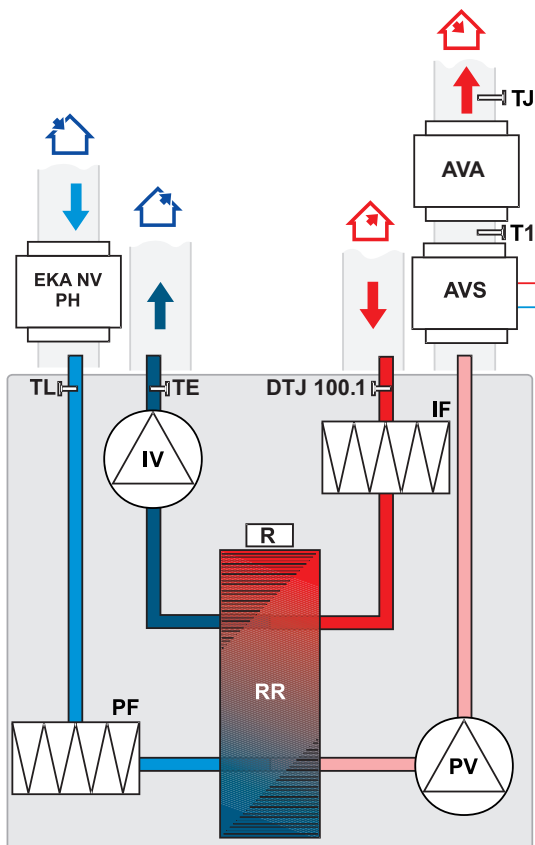 TJ
AVA
T1
EKA NV
PH
AVS
TL
TE
DTJ 100.1
IF
IV
R
RR
PF
PV